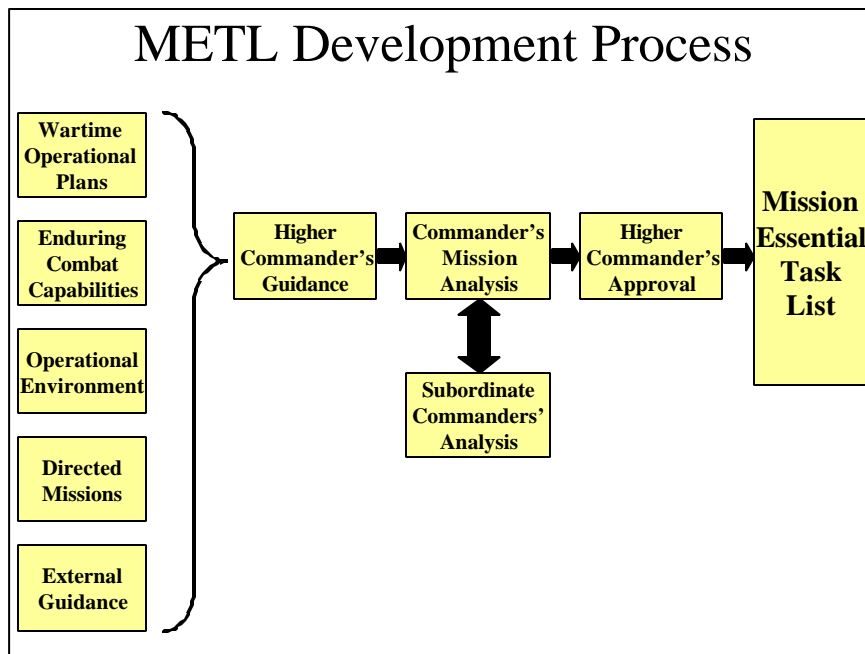 METL Development Process
Wartime
Operational
Plans
Enduring
Combat
Capabilities
Operational
Environment
Directed
Missions
External
Guidance
Higher
Commander's
Guidance
Commander's
Mission
Analysis
Subordinate
Commanders'
Analysis
Higher
Commander's
Approval
Mission
Essential
Task
List